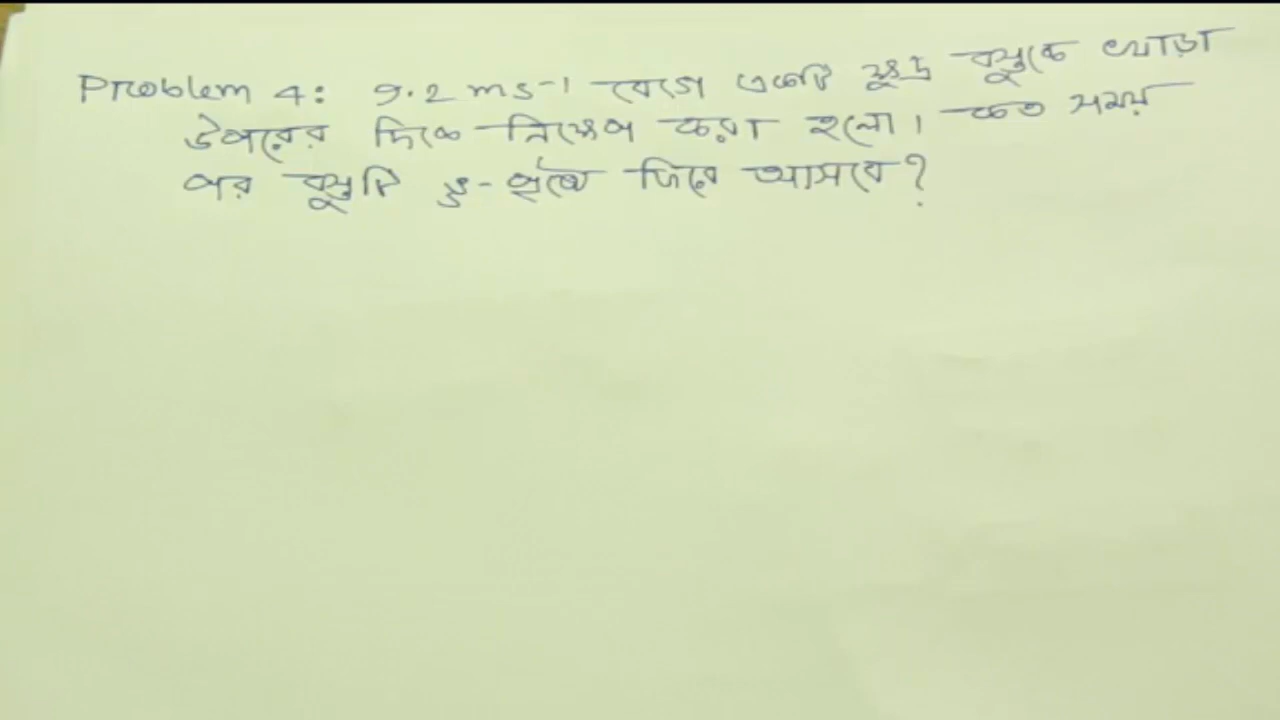 Problem 4: 9.2 ms-1 বেগে একটি ক্ষুদ্র বস্তুকে খাড়া
উপরের দিকে নিক্ষেপ করা হলো। কত সময়
পর বস্তুটি ভূ-পৃষ্ঠে ফিরে আসবে?